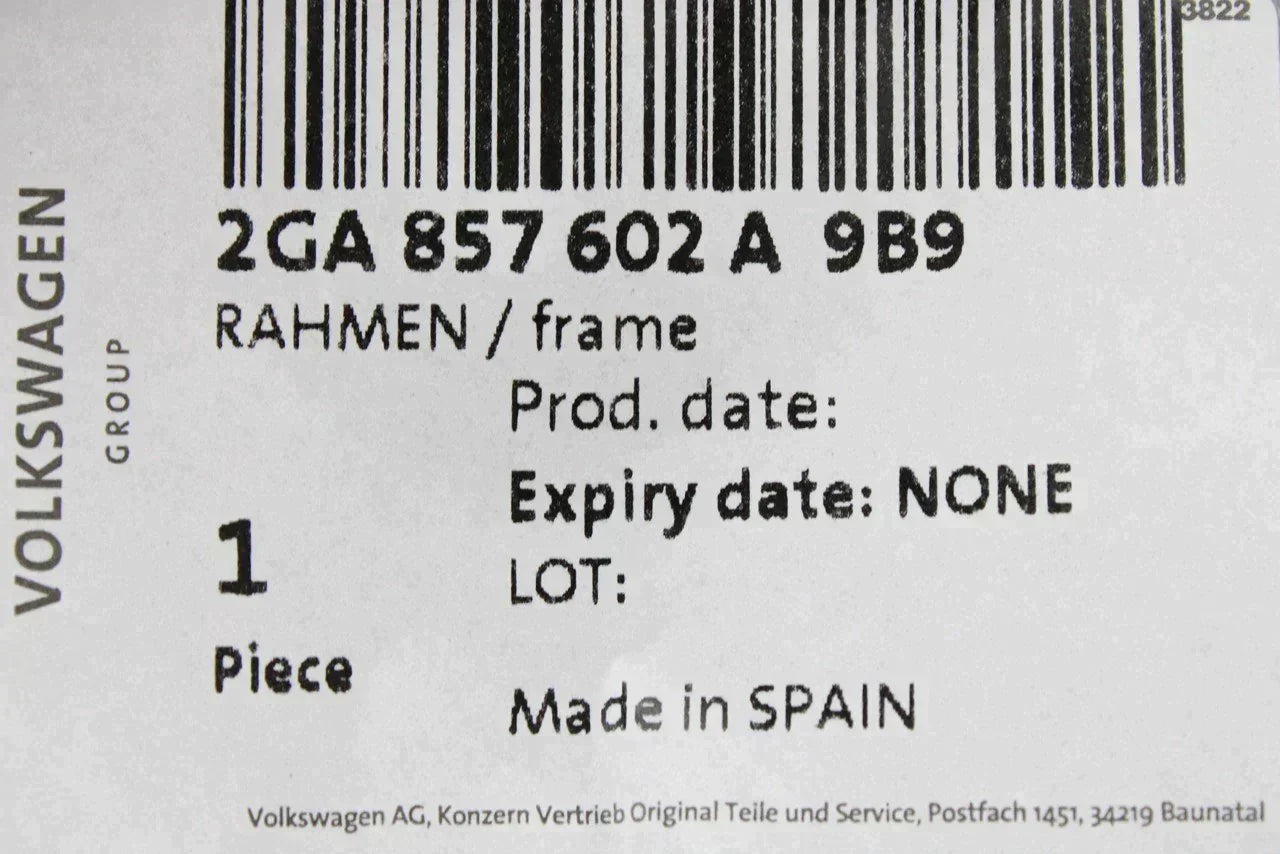 3822
2GA 857 602 A 9B9
RAHMEN / frame
Prod. date:
Expiry date: NONE
1
LOT:
Piece
Made in SPAIN
Volkswagen AG, Konzern Vertrieb Original Teile und Service, Postfach 1451, 34219 Baunatal
VOLKSWAGEN
GROUP